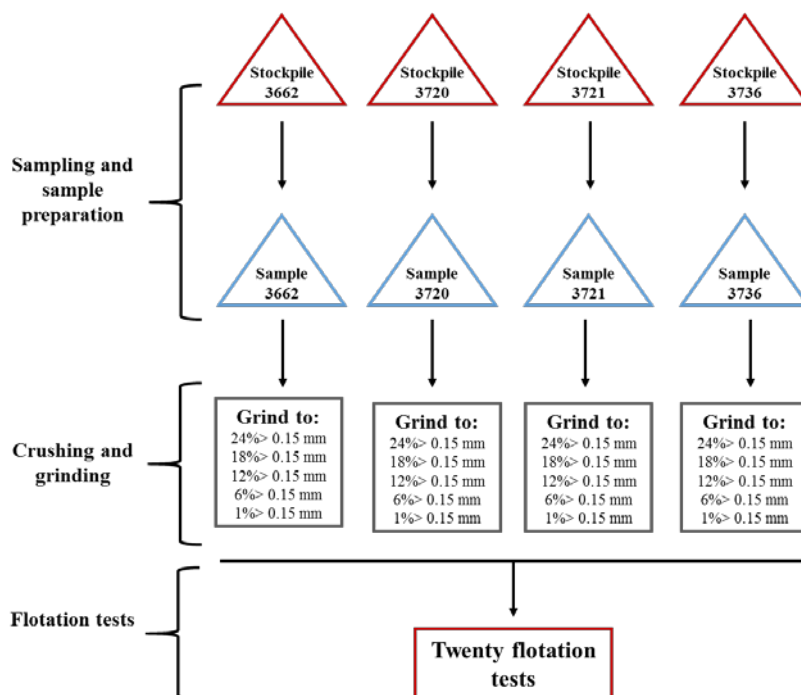 Stockpile
3662
Stockpile
3720
Stockpile
3721
Stockpile
3736
Sampling and
sample
preparation
Sample
3662
Sample
3720
Sample
3721
Sample
3736
Crushing and
grinding
Grind to:
24%> 0.15 mm
18%> 0.15 mm
12%> 0.15 mm
6%> 0.15 mm
1%> 0.15 mm
Grind to:
24%> 0.15 mm
18%> 0.15 mm
12%> 0.15 mm
6%> 0.15 mm
1%> 0.15 mm
Grind to:
24%> 0.15 mm
18%> 0.15 mm
12%> 0.15 mm
6%> 0.15 mm
1%> 0.15 mm
Grind to:
24%> 0.15 mm
18%> 0.15 mm
12%> 0.15 mm
6%> 0.15 mm
1%> 0.15 mm
Flotation tests
Twenty flotation
tests